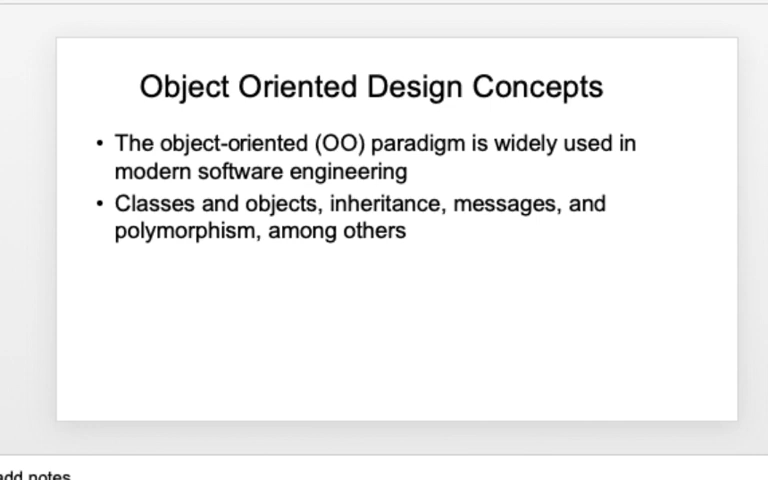 Object Oriented Design Concepts
• The object-oriented (OO) paradigm is widely used in
modern software engineering
• Classes and objects, inheritance, messages, and
polymorphism, among others
add notes